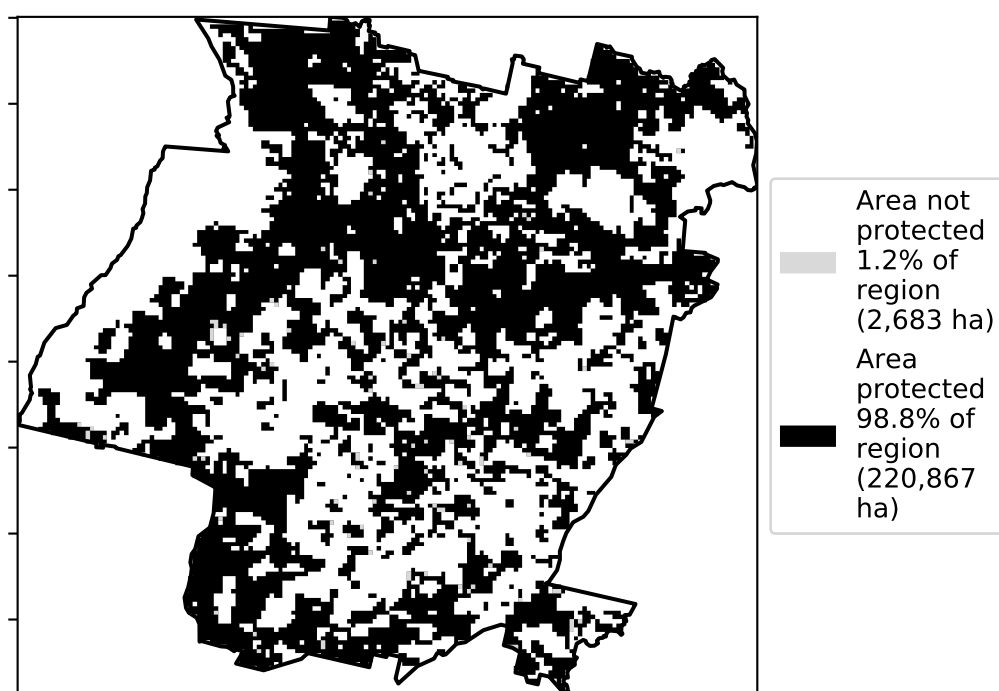 Area not
protected
1.2% of
region
(2,683 ha)
Area
protected
98.8% of
region
(220,867
ha)